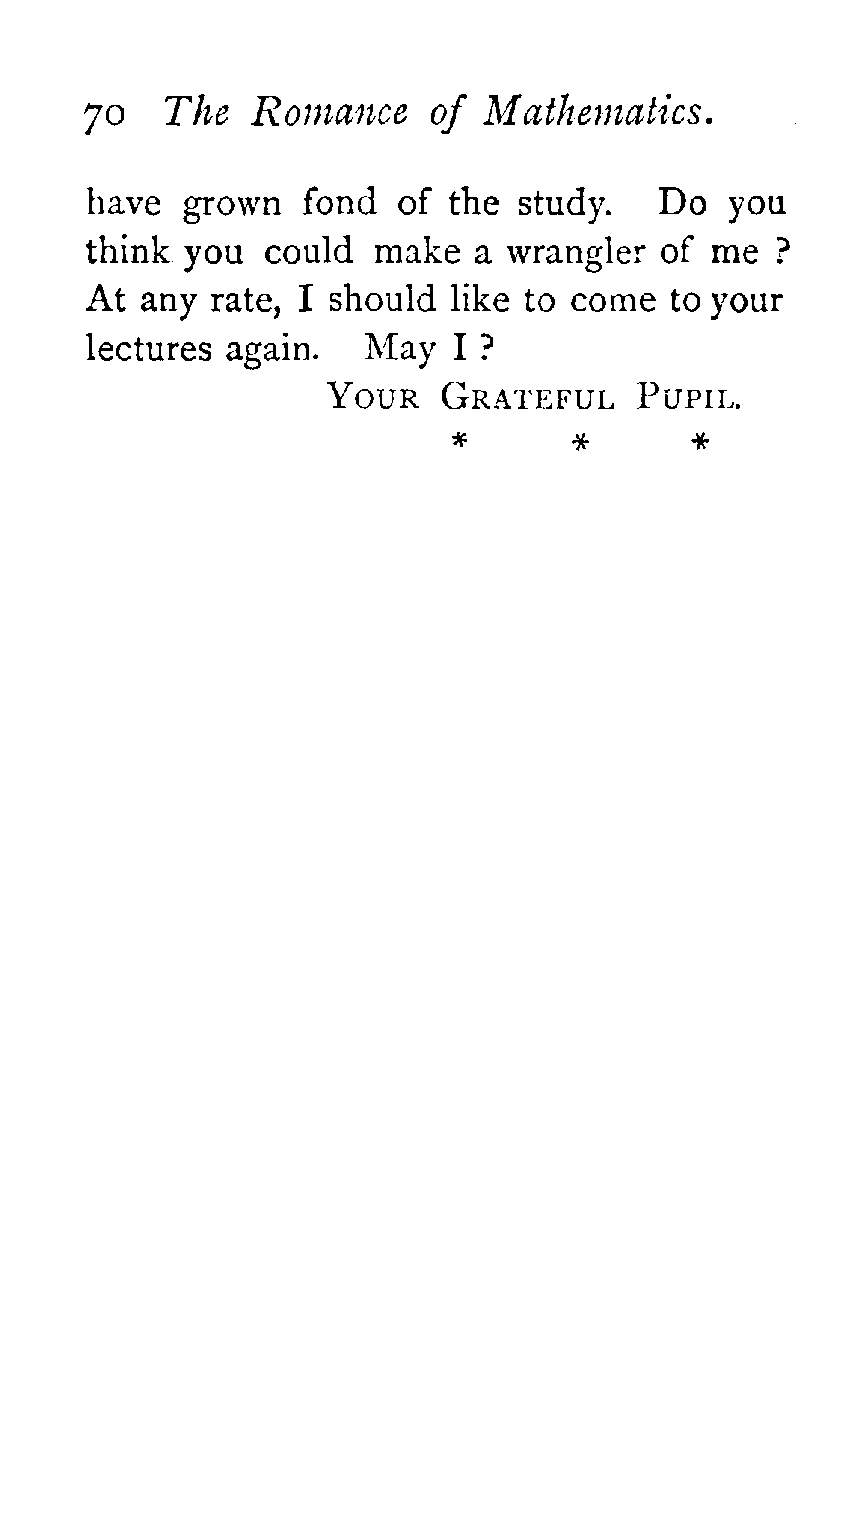 70 The Romance of Mathematics.
have grown fond of the study. Do you
think you could make a wrangler of me ?
At any rate, I should like to come to your
lectures again. May I ?
YOUR GRATEFUL PUPIL.
* * *